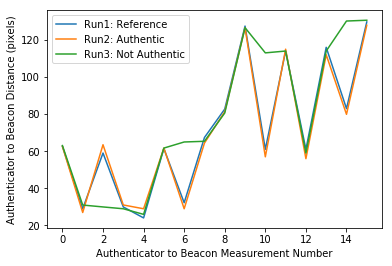 Run1: Reference
Run2: Authentic
Run3: Not Authentic
Authenticator to Beacon Distance (pixels)
120
100
80
60
40
20
0 2 4 6 8 10 12 14
Authenticator to Beacon Measurement Number